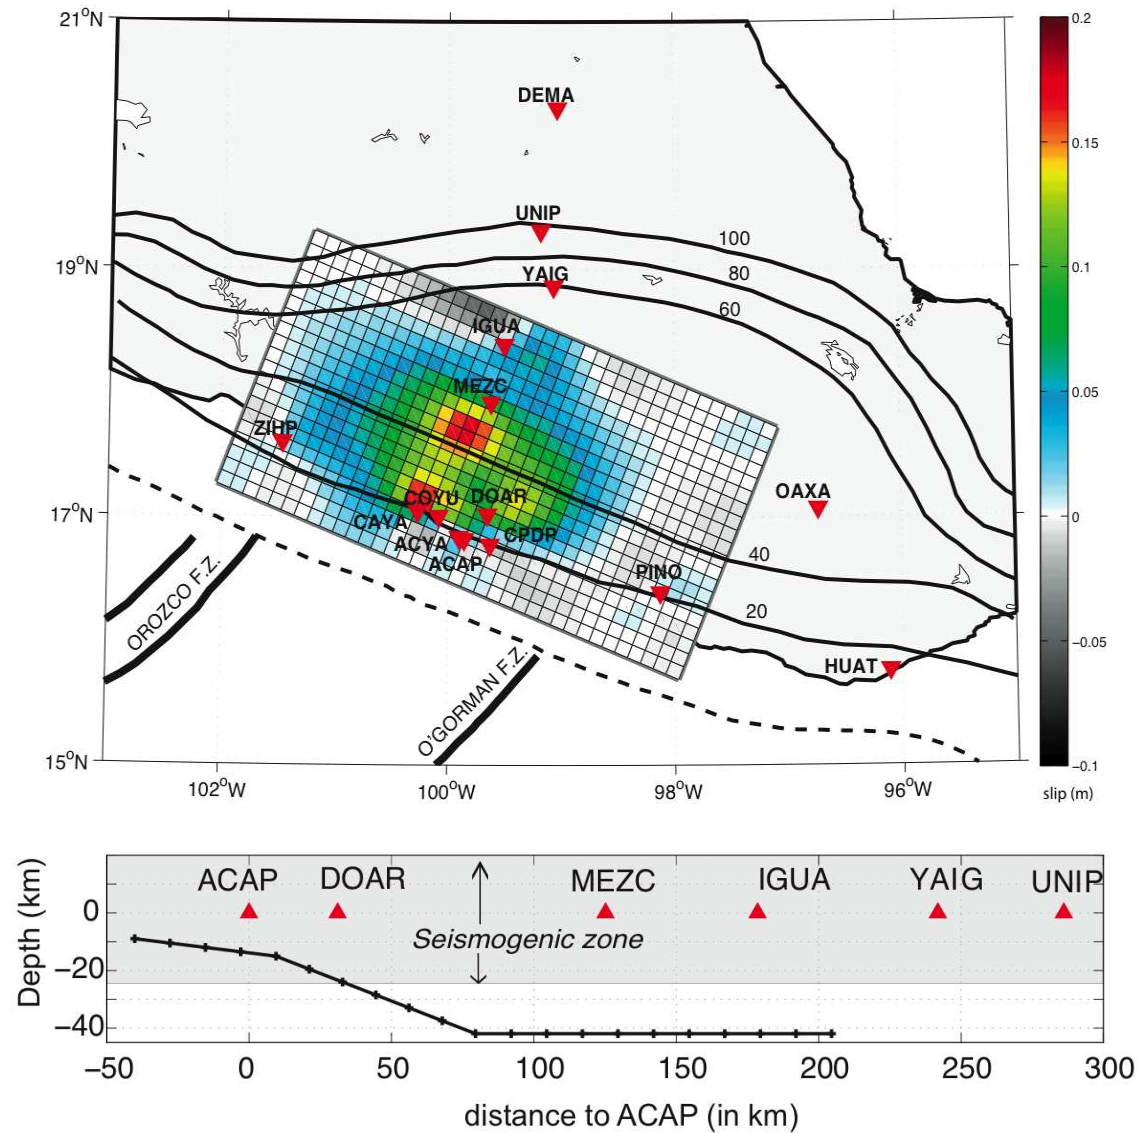 21°N
0.2
DEMA
0.15
UNIP
100
19°N
YAIG
80
0.1
60
IGUA
MEZC
0.05
ZIHP
OAXA
COYU DOAR
17°N
0
CAYA
CPDP
ACYA
40
ACAP
PINO
OROZCO F.Z.
20
−0.05
HUAT
O'GORMAN F.Z.
15°N
−0.1
102°W 100°W 98°W 96°W
slip (m)
ACAP DOAR MEZC IGUA YAIG UNIP
0
Seismogenic zone
−20
−40
Depth (km)
−50 0 50 100 150 200 250 300
distance to ACAP (in km)